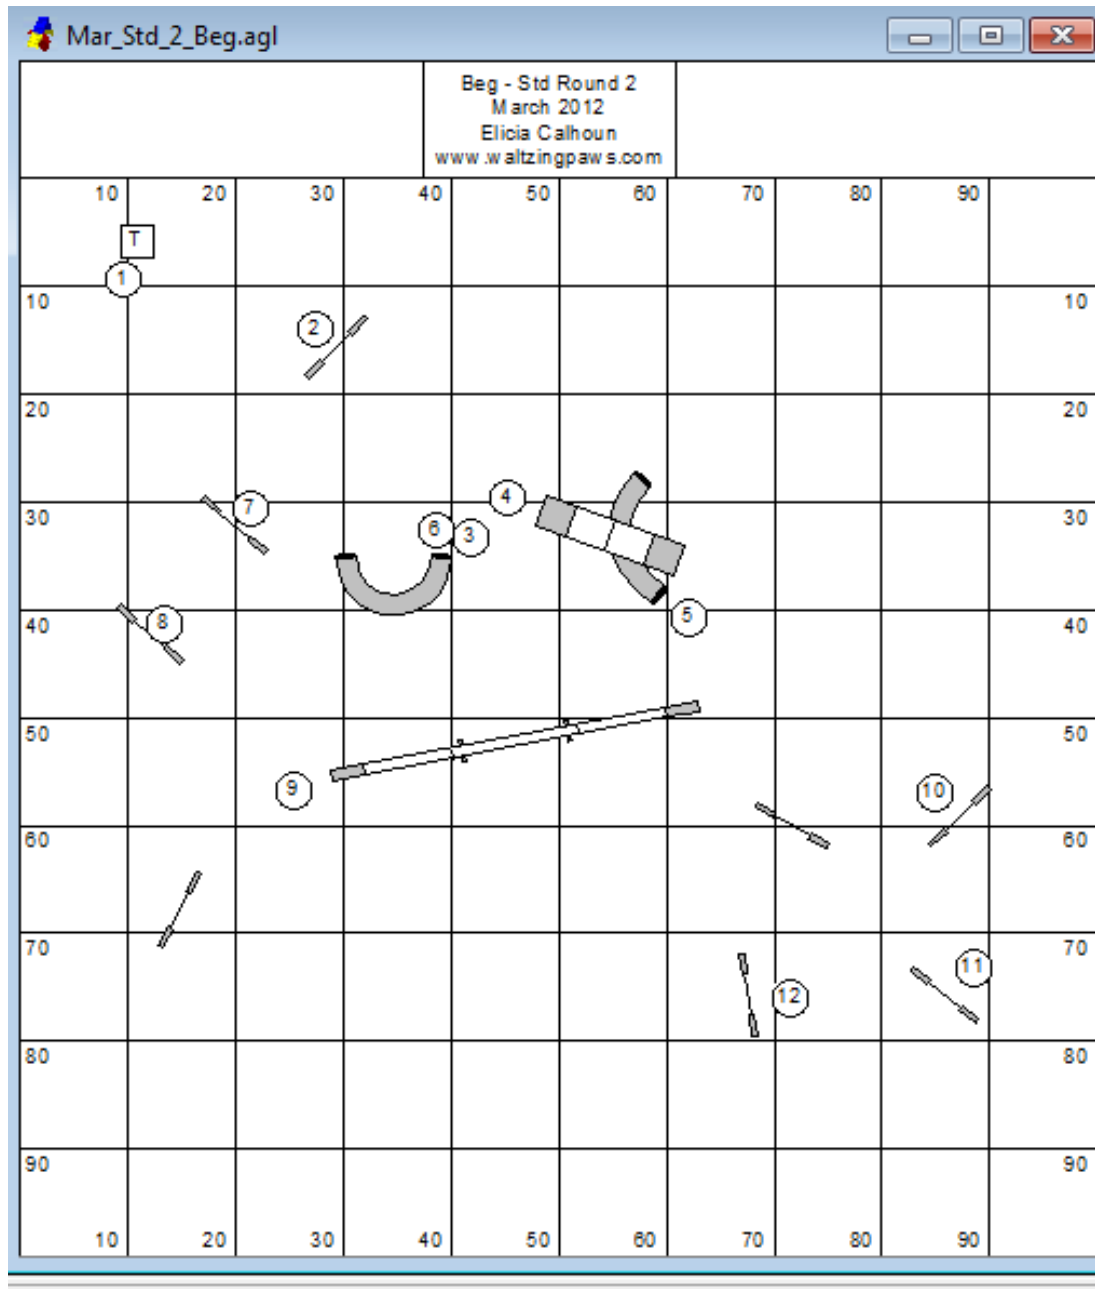 Mar_Std_2_Beg.agl
Beg - Std Round 2
March 2012
Elicia Calhoun
www.waltzingpaws.com
10 20 30 40 50 60 70 80 90
T
1
10 10
2
20 20
4
7
30 30
6 3
8
5
40 40
50 50
9
10
60 60
70 70
11
12
80 80
90 90
10 20 30 40 50 60 70 80 90